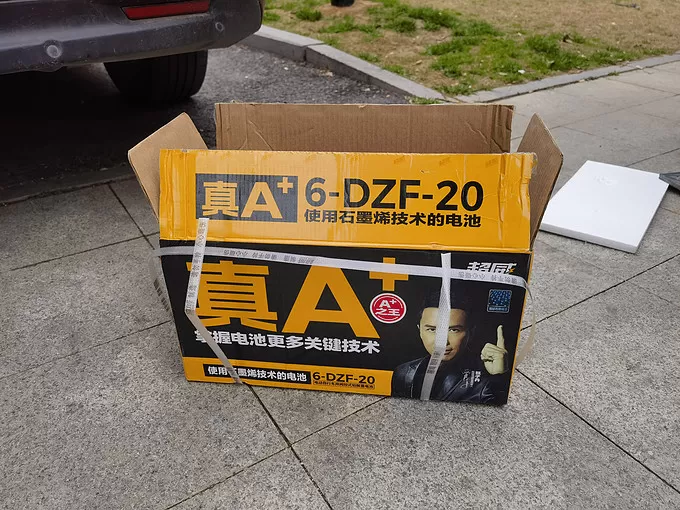 真A+
6-DZF-20
使用石墨烯技术的电池
超威
真A+
A+
之王
掌握电池更多关键技术
使用石墨烯技术的电池
6-DZF-20